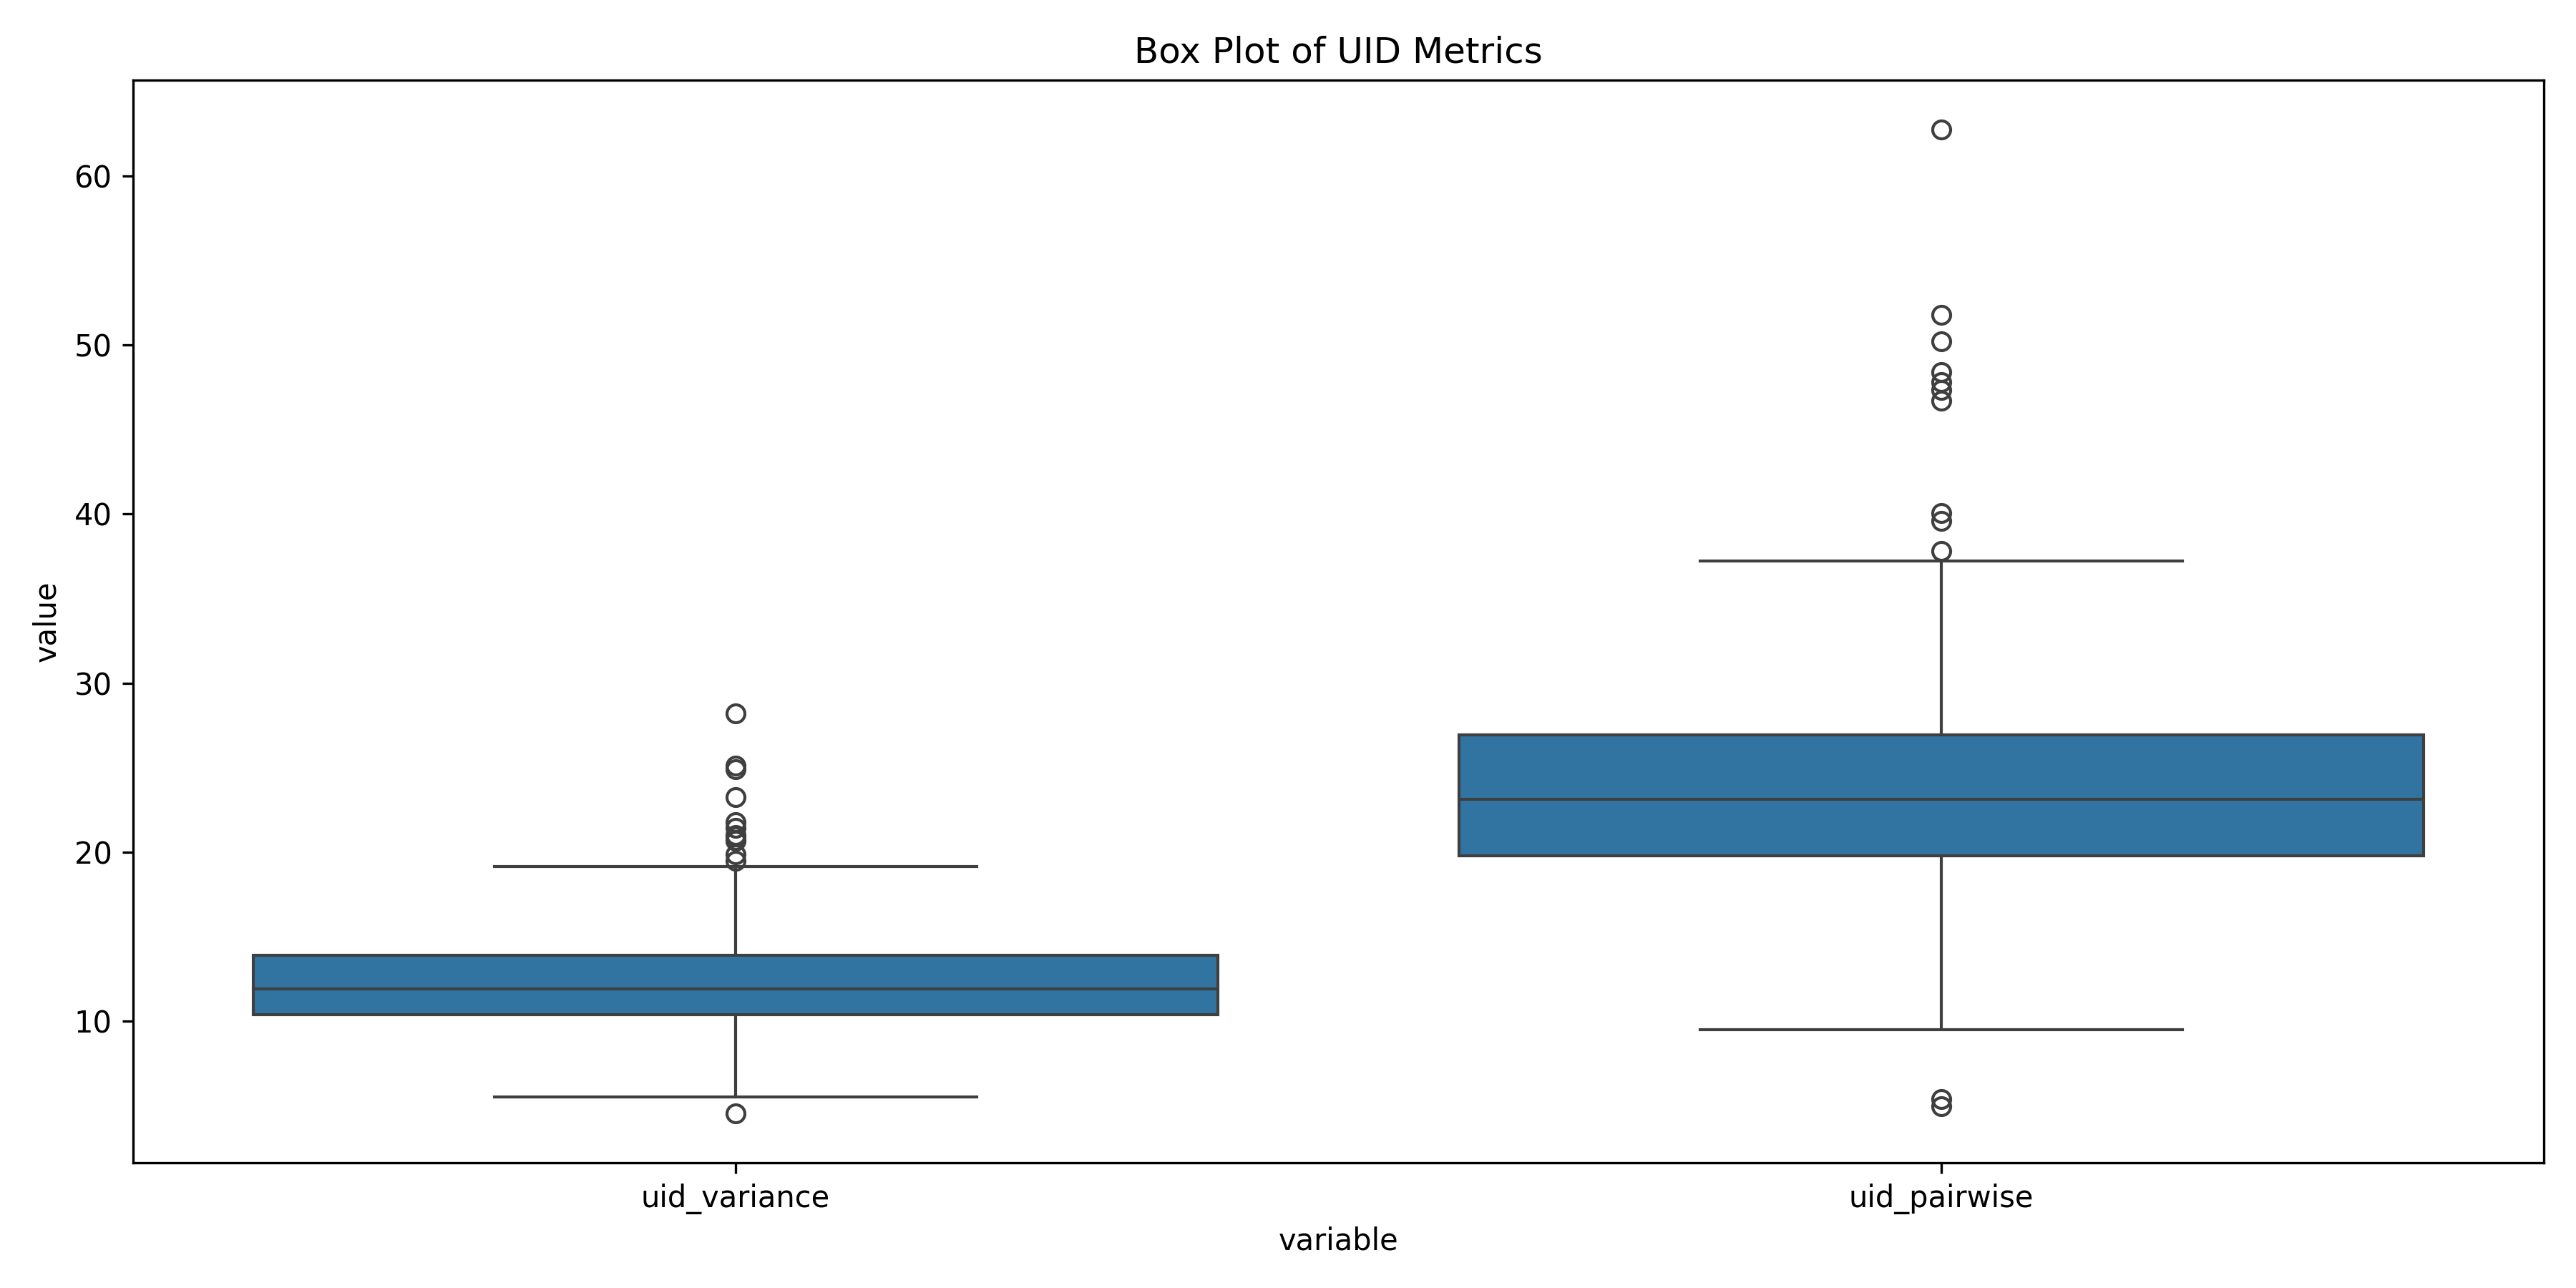 Box Plot of UID Metrics
value
60
50
40
30
20
10
uid_variance
uid_pairwise
variable